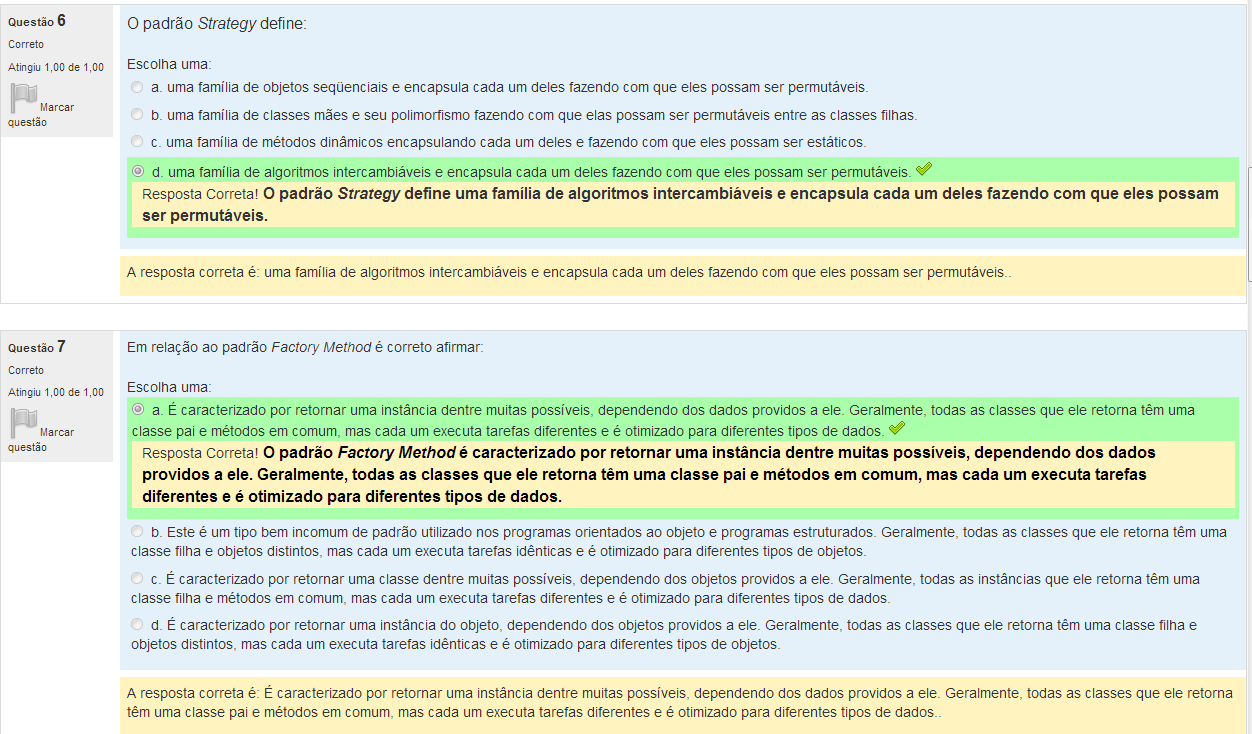 Questão 6
Correto
Atingiu 1,00 de 1,00
Marcar
questão
O padrão Strategy define:
Escolha uma:
a. uma família de objetos seqüenciais e encapsula cada um deles fazendo com que eles possam ser permutáveis.
b. uma família de classes mães e seu polimorfismo fazendo com que elas possam ser permutáveis entre as classes filhas.
c. uma família de métodos dinâmicos encapsulando cada um deles e fazendo com que eles possam ser estáticos.
d. uma família de algoritmos intercambiáveis e encapsula cada um deles fazendo com que eles possam ser permutáveis.
Resposta Correta! O padrão Strategy define uma família de algoritmos intercambiáveis e encapsula cada um deles fazendo com que eles possam
ser permutáveis.
A resposta correta é: uma família de algoritmos intercambiáveis e encapsula cada um deles fazendo com que eles possam ser permutáveis..
Questão 7
Correto
Atingiu 1,00 de 1,00
Marcar
questão
Em relação ao padrão Factory Method é correto afirmar:
Escolha uma:
a. É caracterizado por retornar uma instância dentre muitas possíveis, dependendo dos dados providos a ele. Geralmente, todas as classes que ele retorna têm uma
classe pai e métodos em comum, mas cada um executa tarefas diferentes e é otimizado para diferentes tipos de dados.
Resposta Correta! O padrão Factory Method é caracterizado por retornar uma instância dentre muitas possíveis, dependendo dos dados
providos a ele. Geralmente, todas as classes que ele retorna têm uma classe pai e métodos em comum, mas cada um executa tarefas
diferentes e é otimizado para diferentes tipos de dados.
b. Este é um tipo bem incomum de padrão utilizado nos programas orientados ao objeto e programas estruturados. Geralmente, todas as classes que ele retorna têm uma
classe filha e objetos distintos, mas cada um executa tarefas idênticas e é otimizado para diferentes tipos de objetos.
c. É caracterizado por retornar uma classe dentre muitas possíveis, dependendo dos objetos providos a ele. Geralmente, todas as instâncias que ele retorna têm uma
classe filha e métodos em comum, mas cada um executa tarefas diferentes e é otimizado para diferentes tipos de dados.
d. É caracterizado por retornar uma instância do objeto, dependendo dos objetos providos a ele. Geralmente, todas as classes que ele retorna têm uma classe filha e
objetos distintos, mas cada um executa tarefas idênticas e é otimizado para diferentes tipos de objetos.
A resposta correta é: É caracterizado por retornar uma instância dentre muitas possíveis, dependendo dos dados providos a ele. Geralmente, todas as classes que ele retorna
têm uma classe pai e métodos em comum, mas cada um executa tarefas diferentes e é otimizado para diferentes tipos de dados..